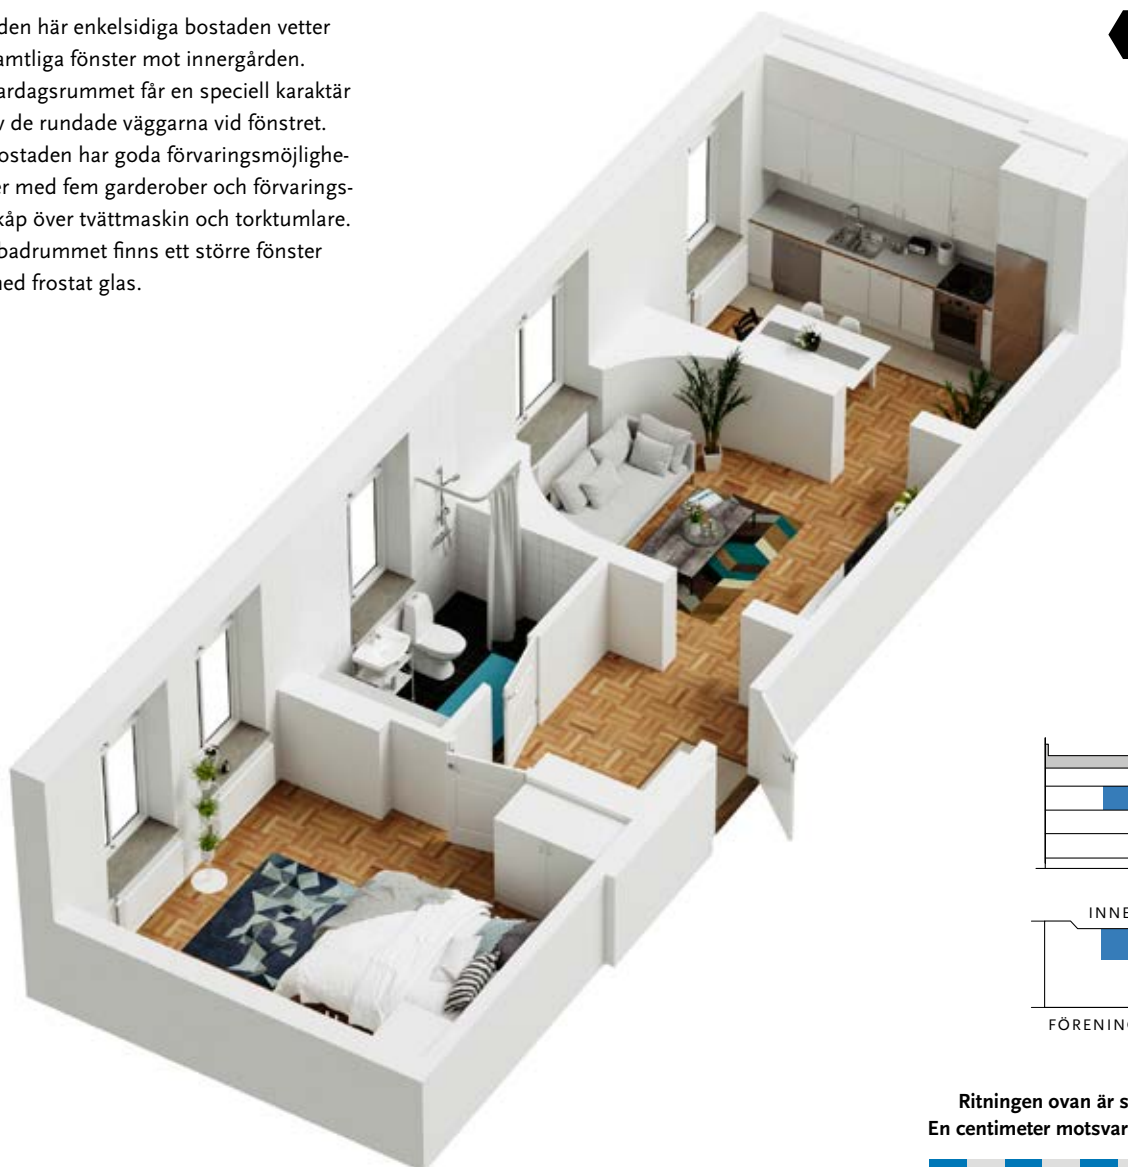 den här enkelsidiga bostaden vetter
amtliga fönster mot innergården.
ardagsrummet får en speciell karaktär
v de rundade väggarna vid fönstret.
ostaden har goda förvaringsmöjlighe-
er med fem garderober och förvarings-
kåp över tvättmaskin och torktumlare.
badrummet finns ett större fönster
ned frostat glas.
INNE
FÖRENING
Ritningen ovan är s
En centimeter motsvar